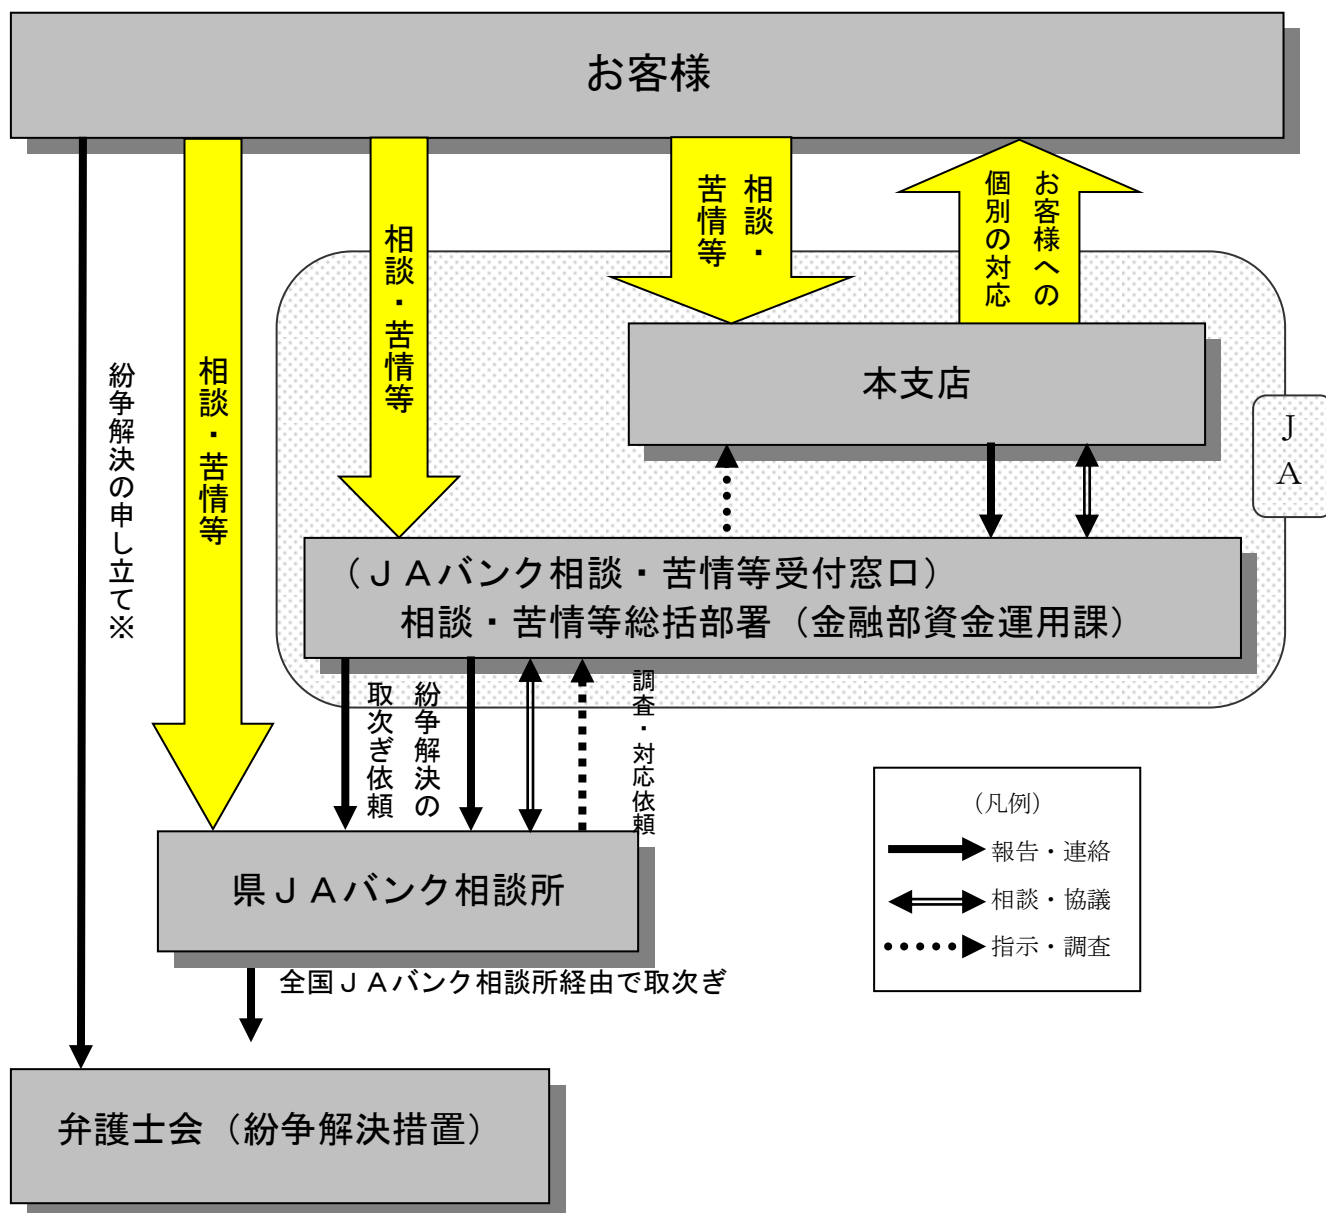 お客様
相談・
苦情等
お客様への
個別の対応
相談・苦情等
相談・苦情等
紛争解決の申し立て※
本支店
J
A
（ＪＡバンク相談・苦情等受付窓口）
相談・苦情等総括部署（金融部資金運用課）
紛争解決の
取次ぎ依頼
調査・対応依頼
県ＪＡバンク相談所
全国ＪＡバンク相談所経由で取次ぎ
弁護士会（紛争解決措置）
（凡例）
報告・連絡
相談・協議
指示・調査